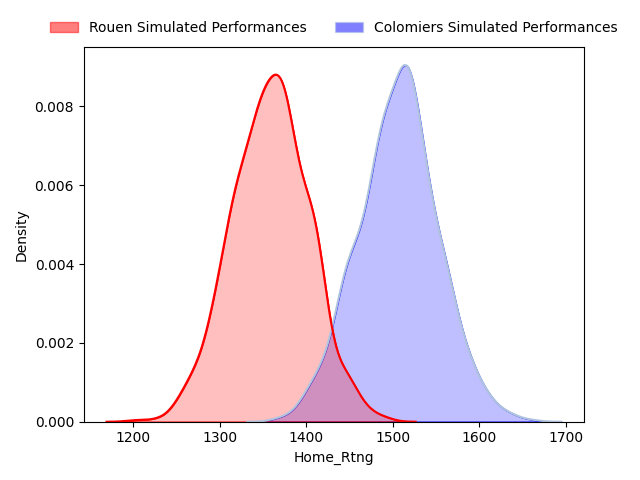 Rouen Simulated Performances
Colomiers Simulated Performances
Density
0.008
0.006
0.004
0.002
0.000
1200 1300 1400 1500 1600 1700
Home_Rtng